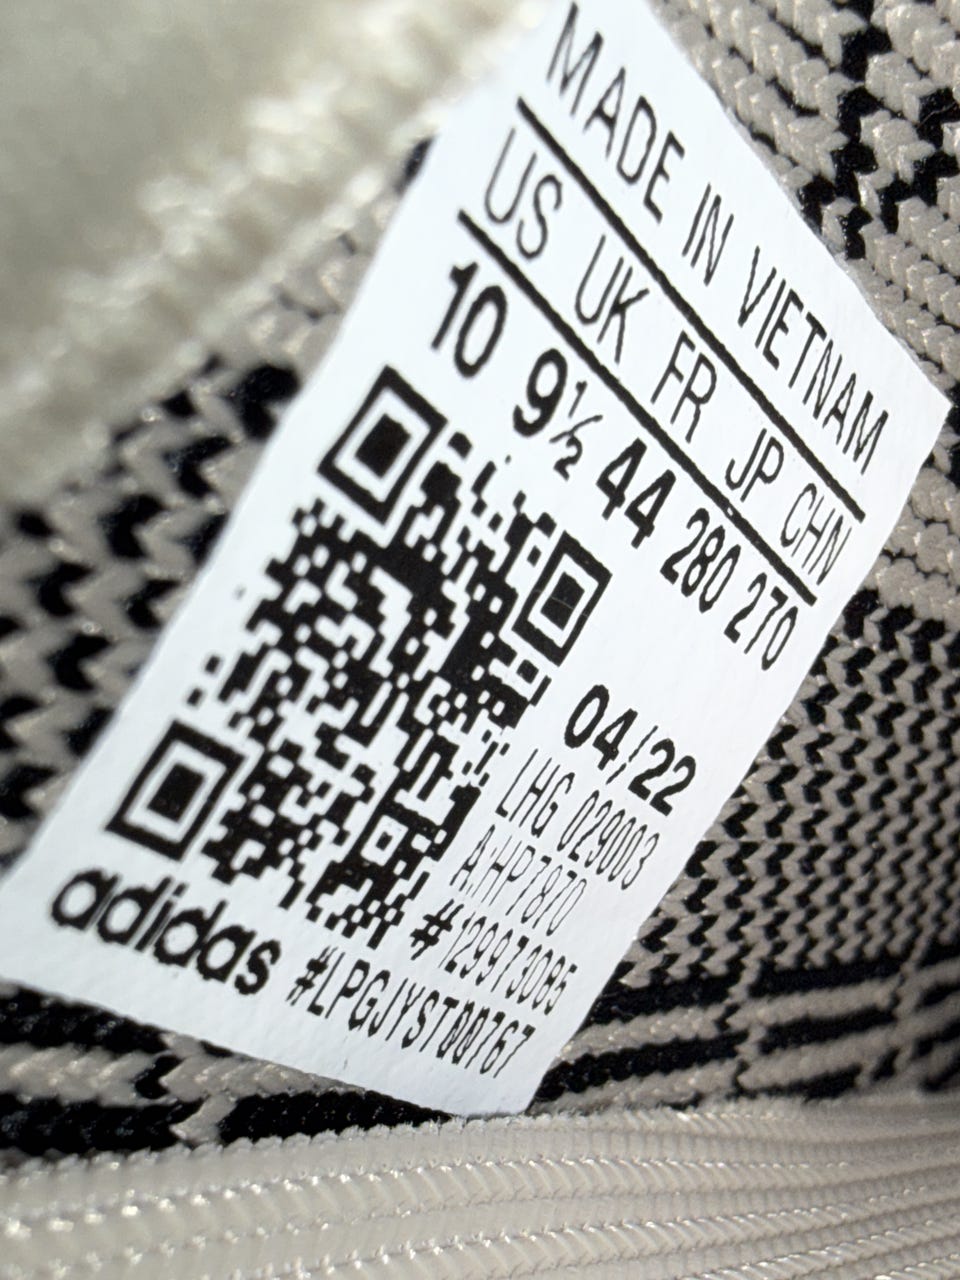 MADE IN VIETNAM
US UK FR JP CHN
10 9½ 44 280 270
04/22
LHG 029003
A:HP7870
#129973085
adidas #LPGJYST00767